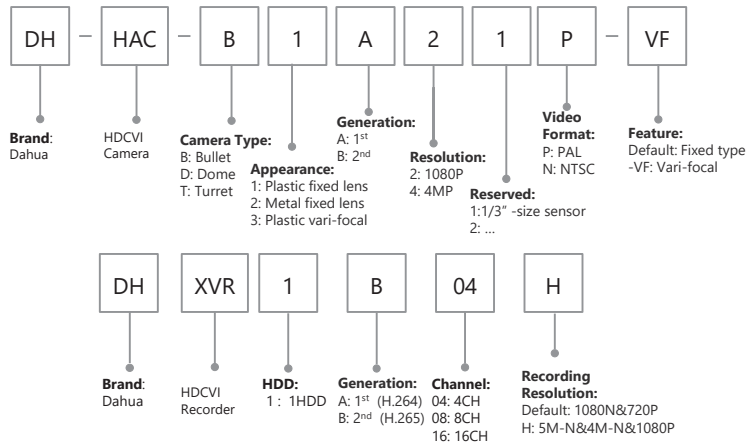 DH – HAC – B 1 A 2 1 P – VF
Brand:
Dahua
HDCVI
Camera
Camera Type:
B: Bullet
D: Dome
T: Turret
Appearance:
1: Plastic fixed lens
2: Metal fixed lens
3: Plastic vari-focal
Generation:
A: 1st
B: 2nd
Resolution:
2: 1080P
4: 4MP
Reserved:
1:1/3" -size sensor
2: ...
Video
Format:
P: PAL
N: NTSC
Feature:
Default: Fixed type
-VF: Vari-focal
DH XVR 1 B 04 H
Brand:
Dahua
HDCVI
Recorder
HDD:
1 : 1HDD
Generation:
A: 1st (H.264)
B: 2nd (H.265)
Channel:
04: 4CH
08: 8CH
16: 16CH
Recording
Resolution:
Default: 1080N&720P
H: 5M-N&4M-N&1080P